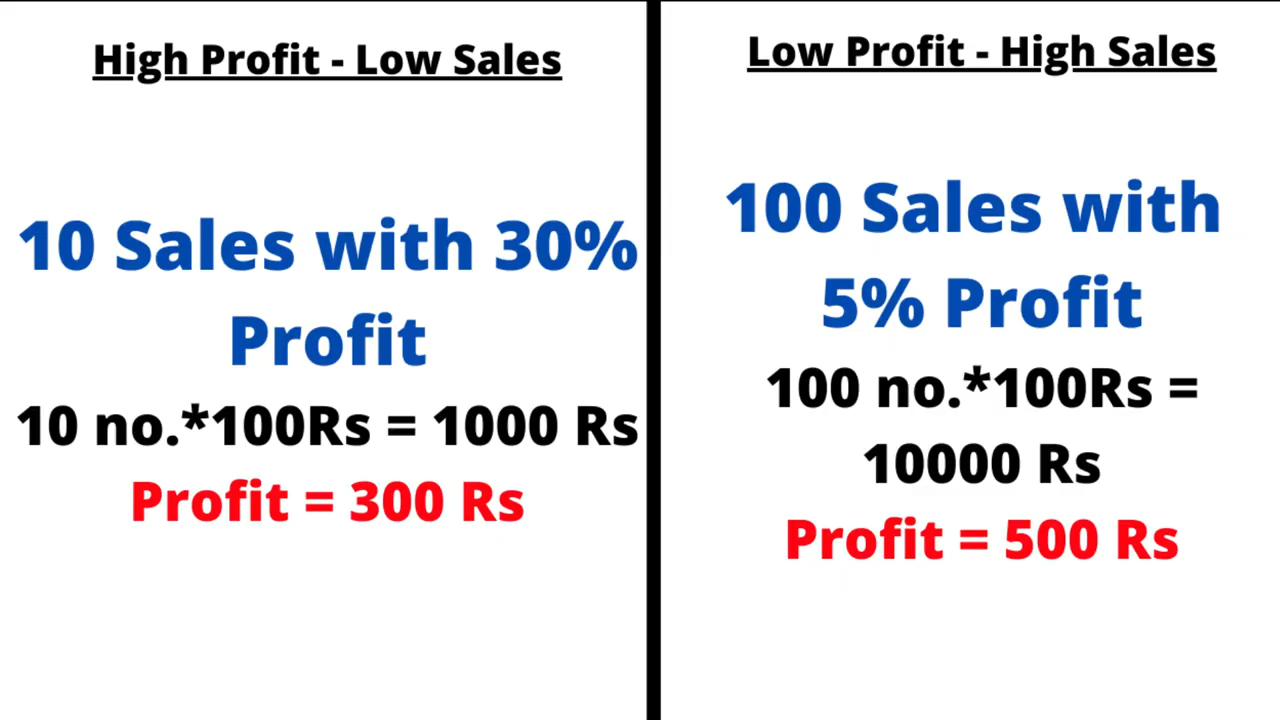 High Profit - Low Sales
10 Sales with 30%
Profit
10 no.*100Rs = 1000 Rs
Profit = 300 Rs
Low Profit - High Sales
100 Sales with
5% Profit
100 no.*100Rs =
10000 Rs
Profit = 500 Rs